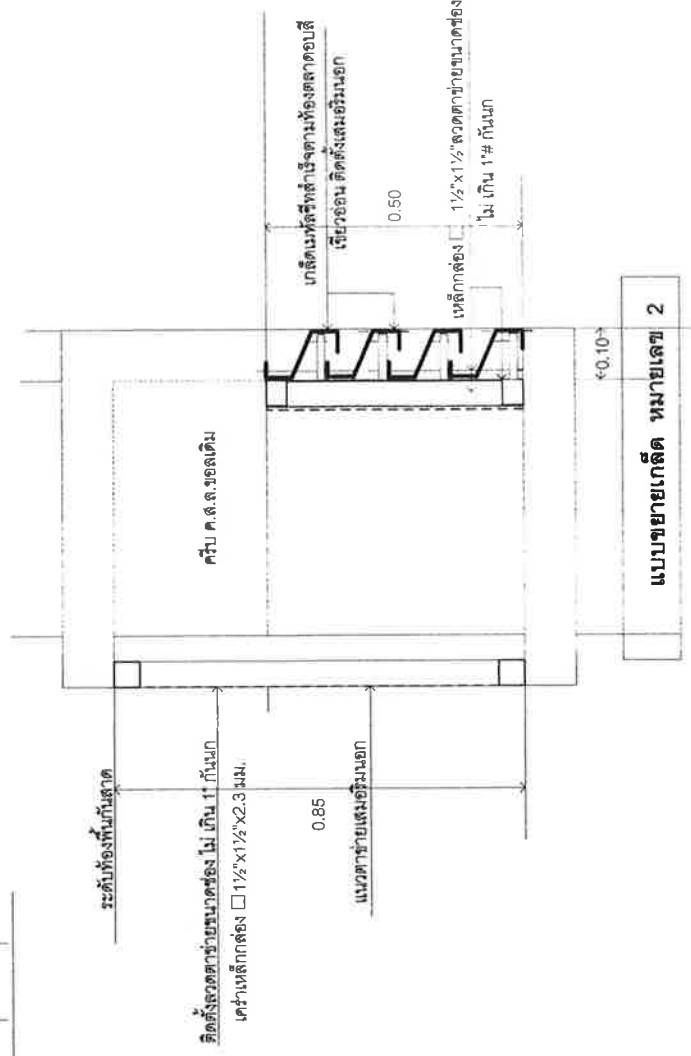 ระดับท้องพื้นกันสาด
ติดตั้งลวดตาข่ายขนาดช่อง ไม่ เกิน 1" กันนก
เคร่าเหล็กกล่อง □ 1½"x1½"x2.3 มม.
0.85
แนวตาข่ายเสมอริมนอก
ครีบ ค.ส.ล.ของเดิม
เกล็ดเมทัลชีทสำเร็จตามท้องตลาดอบสี
เขียวอ่อน ติดตั้งเสมอริมนอก
0.50
เหล็กกล่อง □ 1½"x1½"ลวดตาข่ายขนาดช่อง
ไม่ เกิน 1"# กันนก
0.10
แบบขยายเกล็ด หมายเลข 2